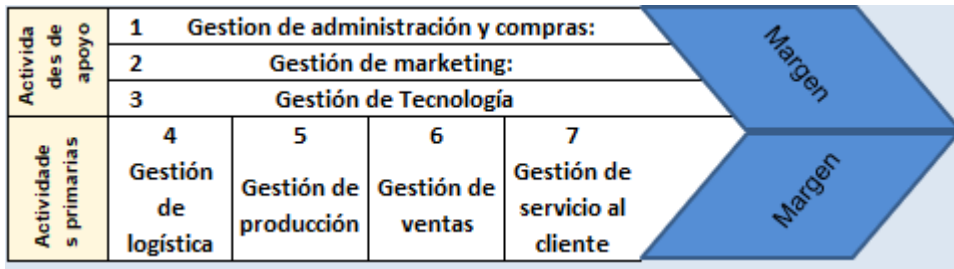 Activida
des de
apoyo
1 Gestion de administración y compras:
2 Gestión de marketing:
3 Gestión de Tecnología
Margen
Actividade
s primarias
4
Gestión
de
logística
5
Gestión de
producción
6
Gestión de
ventas
7
Gestión de
servicio al
cliente
Margen